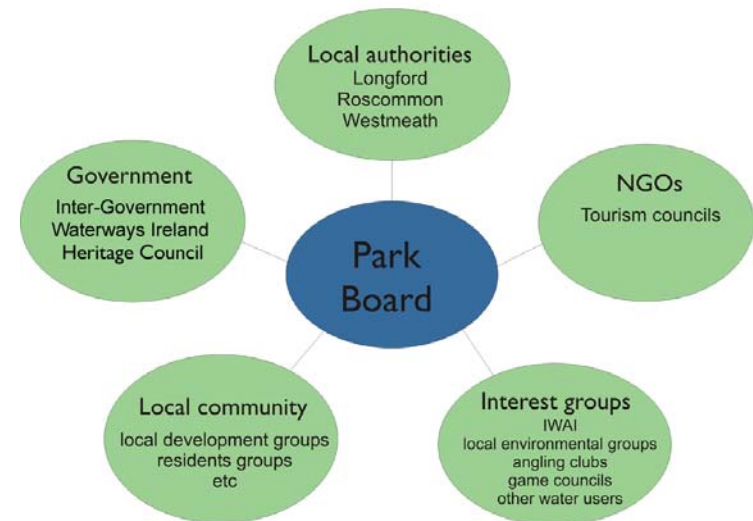 Local authorities
Longford
Roscommon
Westmeath
Government
Inter-Government
Waterways Ireland
Heritage Council
NGOs
Tourism councils
Park
Board
Local community
local development groups
residents groups
etc
Interest groups
IWAI
local environmental groups
angling clubs
game councils
other water users